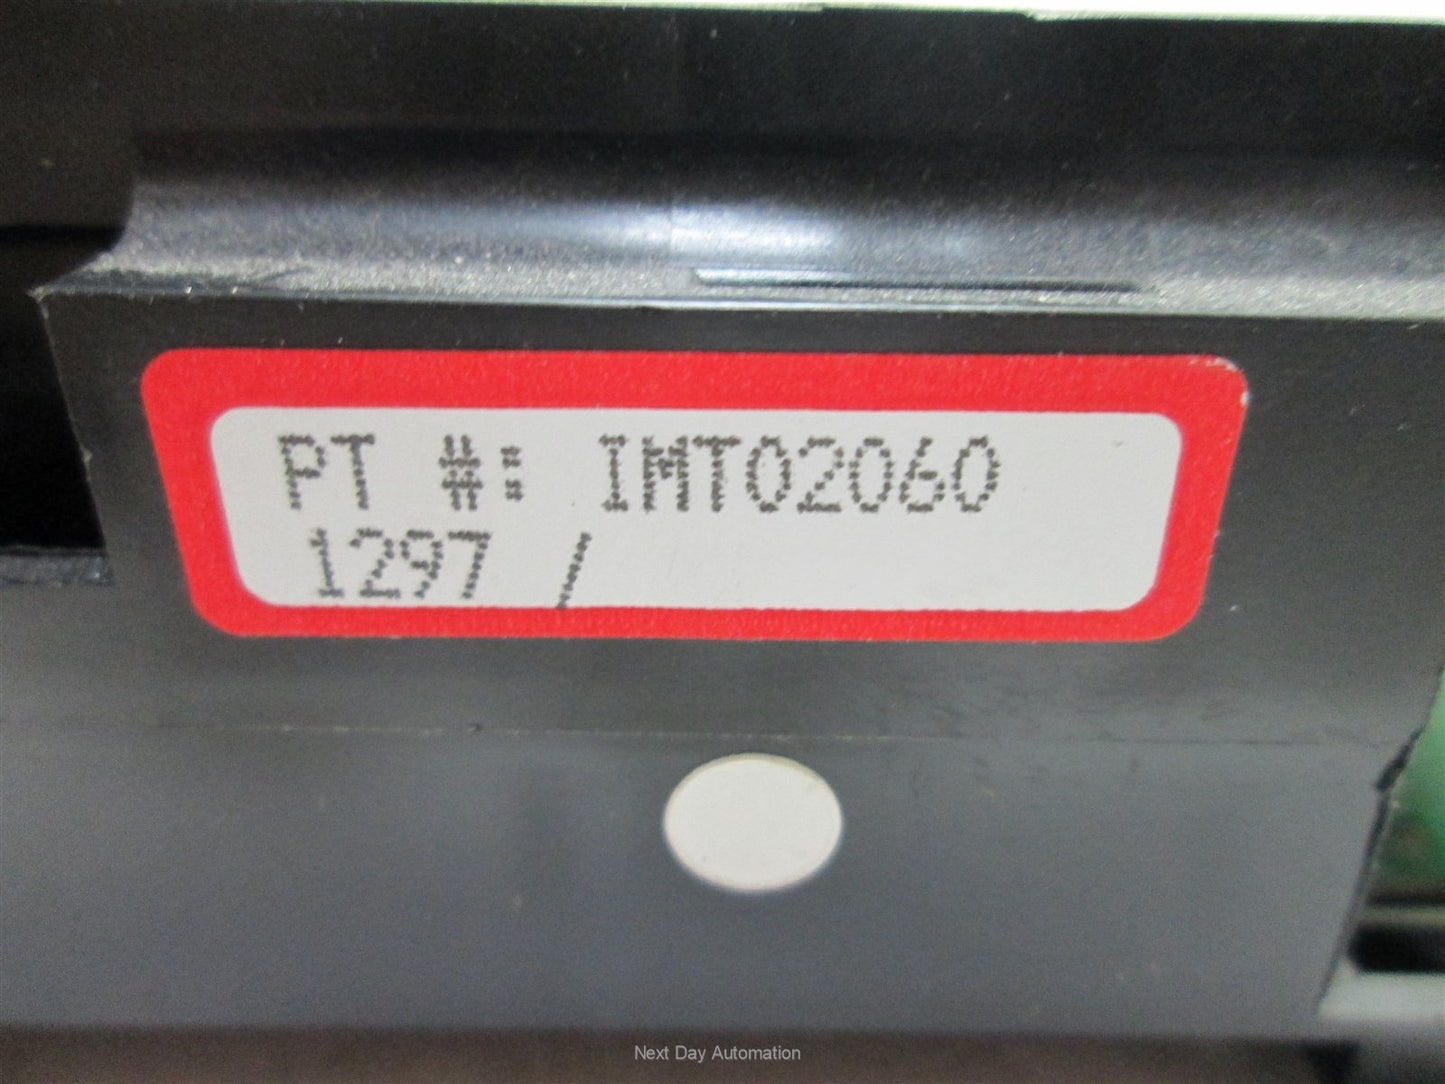 PT #: IMT02060
1297 /
Next Day Automation